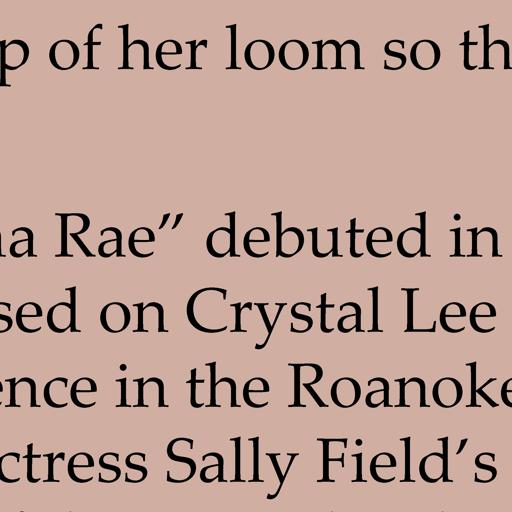 p of her loom so th
na Rae” debuted in
sed on Crystal Lee
ence in the Roanoke
ctress Sally Field’s